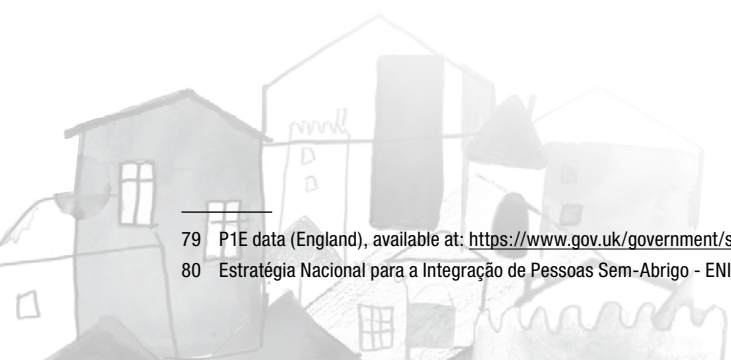 79 P1E data (England), available at: https://www.gov.uk/government/s
80 Estratégia Nacional para a Integração de Pessoas Sem-Abrigo - ENI